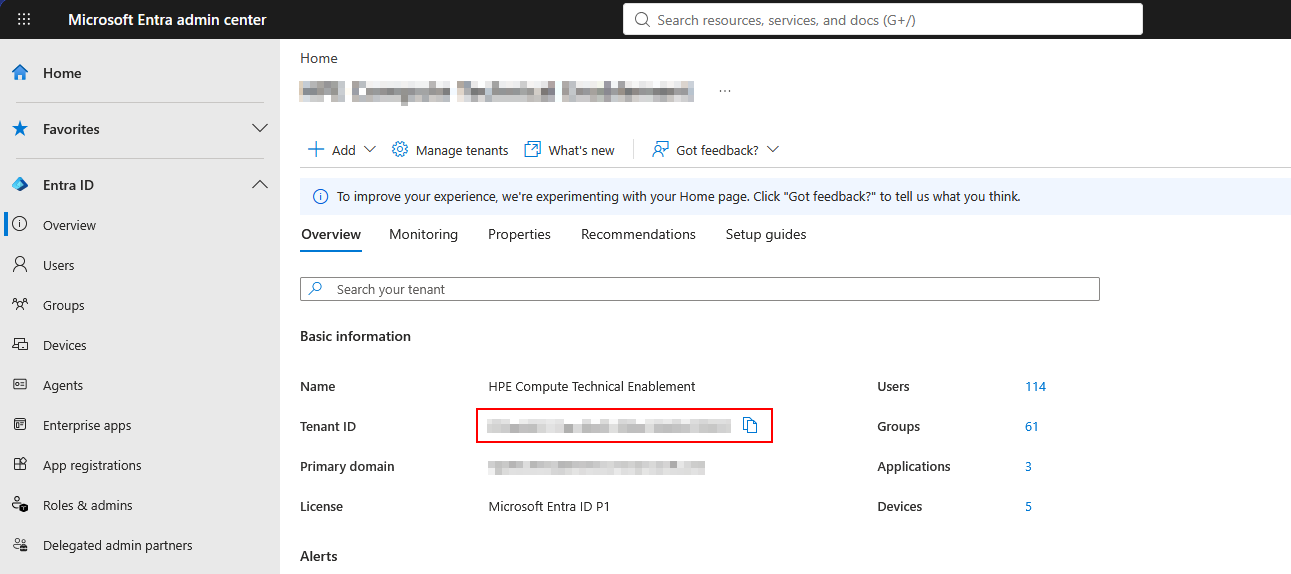 Microsoft Entra admin center
Search resources, services, and docs (G+/)
Home
Favorites
Entra ID
Overview
Users
Groups
Devices
Agents
Enterprise apps
App registrations
Roles & admins
Delegated admin partners
Home
...
Add
Manage tenants
What's new
Got feedback?
To improve your experience, we're experimenting with your Home page. Click "Got feedback?" to tell us what you think.
Overview Monitoring Properties Recommendations Setup guides
Search your tenant
Basic information
Name HPE Compute Technical Enablement Users 114
Tenant ID Groups 61
Primary domain Applications 3
License Microsoft Entra ID P1 Devices 5
Alerts